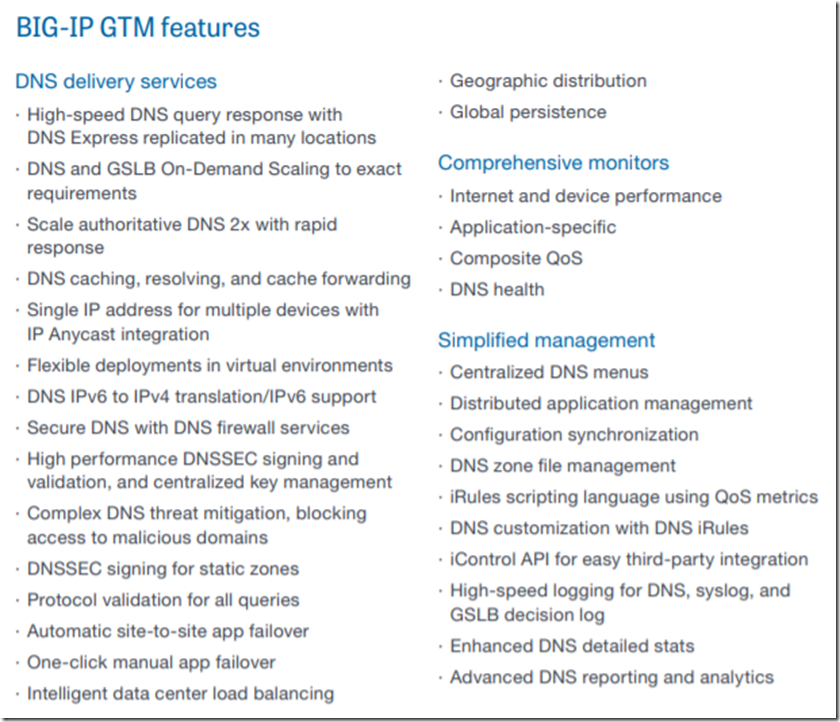 BIG-IP GTM features
DNS delivery services
· High-speed DNS query response with
DNS Express replicated in many locations
· DNS and GSLB On-Demand Scaling to exact
requirements
· Scale authoritative DNS 2x with rapid
response
· DNS caching, resolving, and cache forwarding
· Single IP address for multiple devices with
IP Anycast integration
· Flexible deployments in virtual environments
· DNS IPv6 to IPv4 translation/IPv6 support
· Secure DNS with DNS firewall services
· High performance DNSSEC signing and
validation, and centralized key management
· Complex DNS threat mitigation, blocking
access to malicious domains
· DNSSEC signing for static zones
· Protocol validation for all queries
· Automatic site-to-site app failover
· One-click manual app failover
· Intelligent data center load balancing
· Geographic distribution
· Global persistence
Comprehensive monitors
· Internet and device performance
· Application-specific
· Composite QoS
· DNS health
Simplified management
· Centralized DNS menus
· Distributed application management
· Configuration synchronization
· DNS zone file management
· iRules scripting language using QoS metrics
· DNS customization with DNS iRules
· iControl API for easy third-party integration
· High-speed logging for DNS, syslog, and
GSLB decision log
· Enhanced DNS detailed stats
· Advanced DNS reporting and analytics